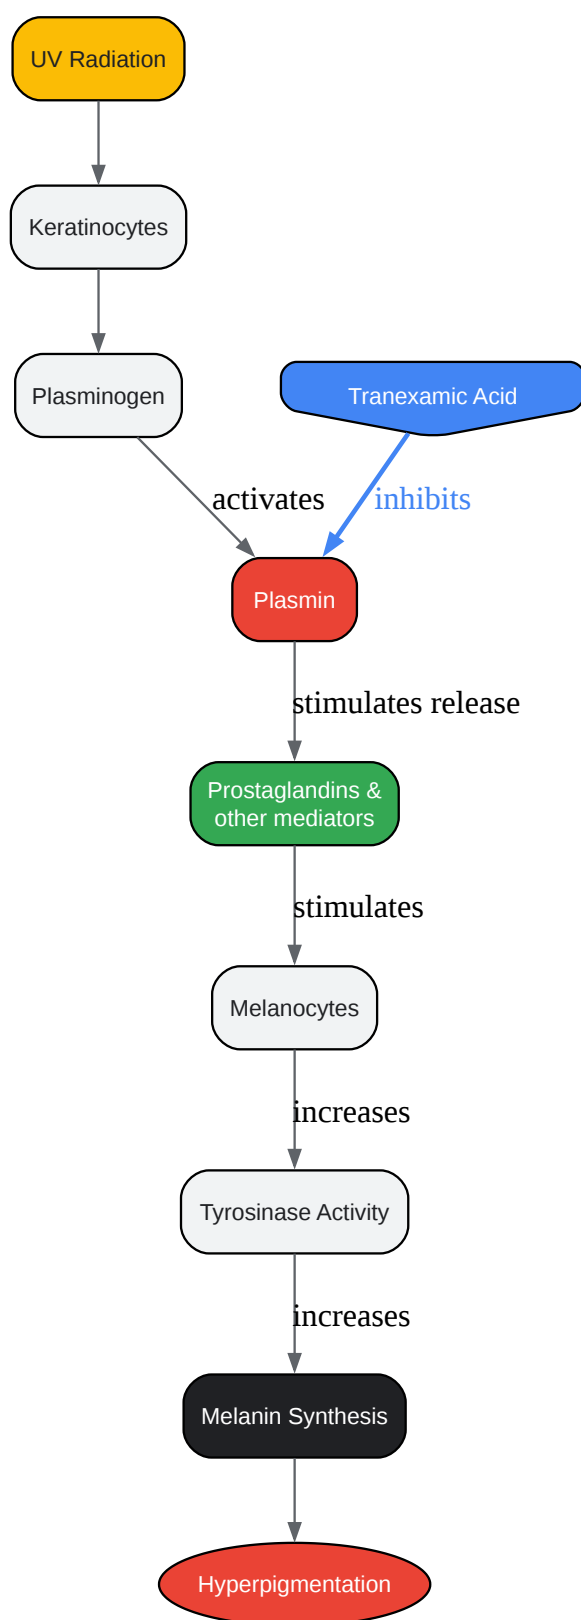 UV Radiation
Keratinocytes
Plasminogen
Tranexamic Acid
activates
inhibits
Plasmin
stimulates release
Prostaglandins &
other mediators
stimulates
Melanocytes
increases
Tyrosinase Activity
increases
Melanin Synthesis
Hyperpigmentation